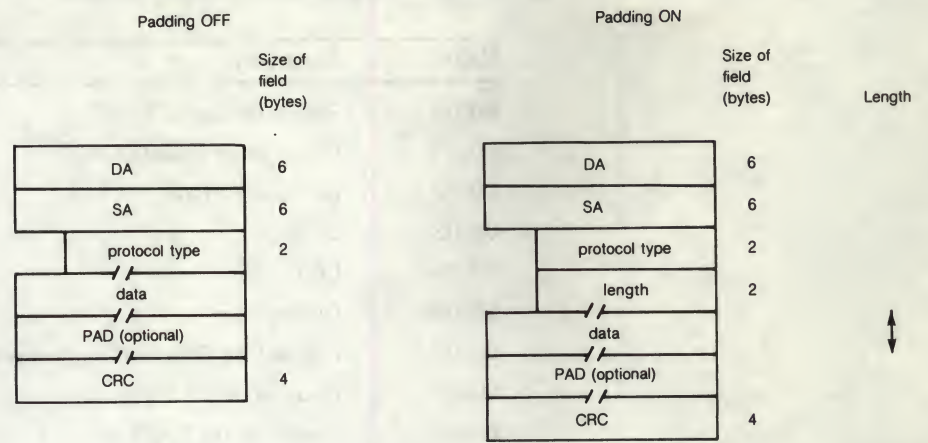 Padding OFF
Size of
field
(bytes)
DA 6
SA 6
protocol type 2
data
PAD (optional)
CRC 4
Padding ON
Size of
field
(bytes)
Length
DA 6
SA 6
protocol type 2
length 2
data
PAD (optional)
CRC 4